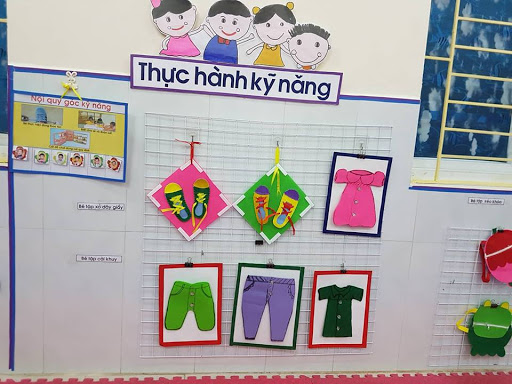 Thực hành kỹ năng
Nội quy góc kỹ năng
Bé tập xỏ dây giầy
Bé tập cài khuy